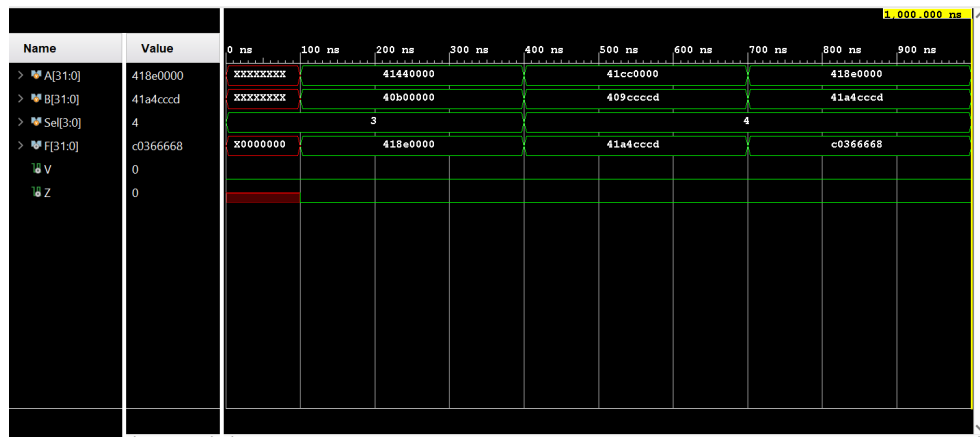 1,000.000 ns
Name Value
0 ns 100 ns 200 ns 300 ns 400 ns 500 ns 600 ns 700 ns 800 ns 900 ns
A[31:0] 418e0000 XXXXXXXX 41440000 41cc0000 418e0000
B[31:0] 41a4cccd XXXXXXXX 40b00000 409ccccd 41a4cccd
Sel[3:0] 4 3 4
F[31:0] c0366668 X0000000 418e0000 41a4cccd c0366668
V 0
Z 0